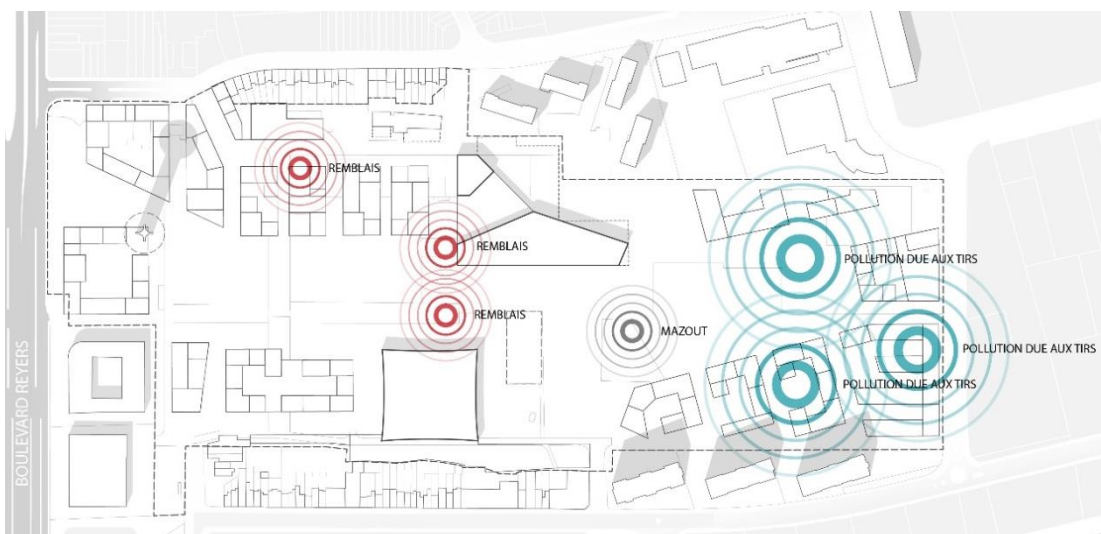 REMBLAIS
REMBLAIS
POLLUTION DUE AUX TIRS
REMBLAIS
MAZOUT
POLLUTION DUE AUX TIRS
POLLUTION DUE AUX TIRS
BOULEVARD REYERS